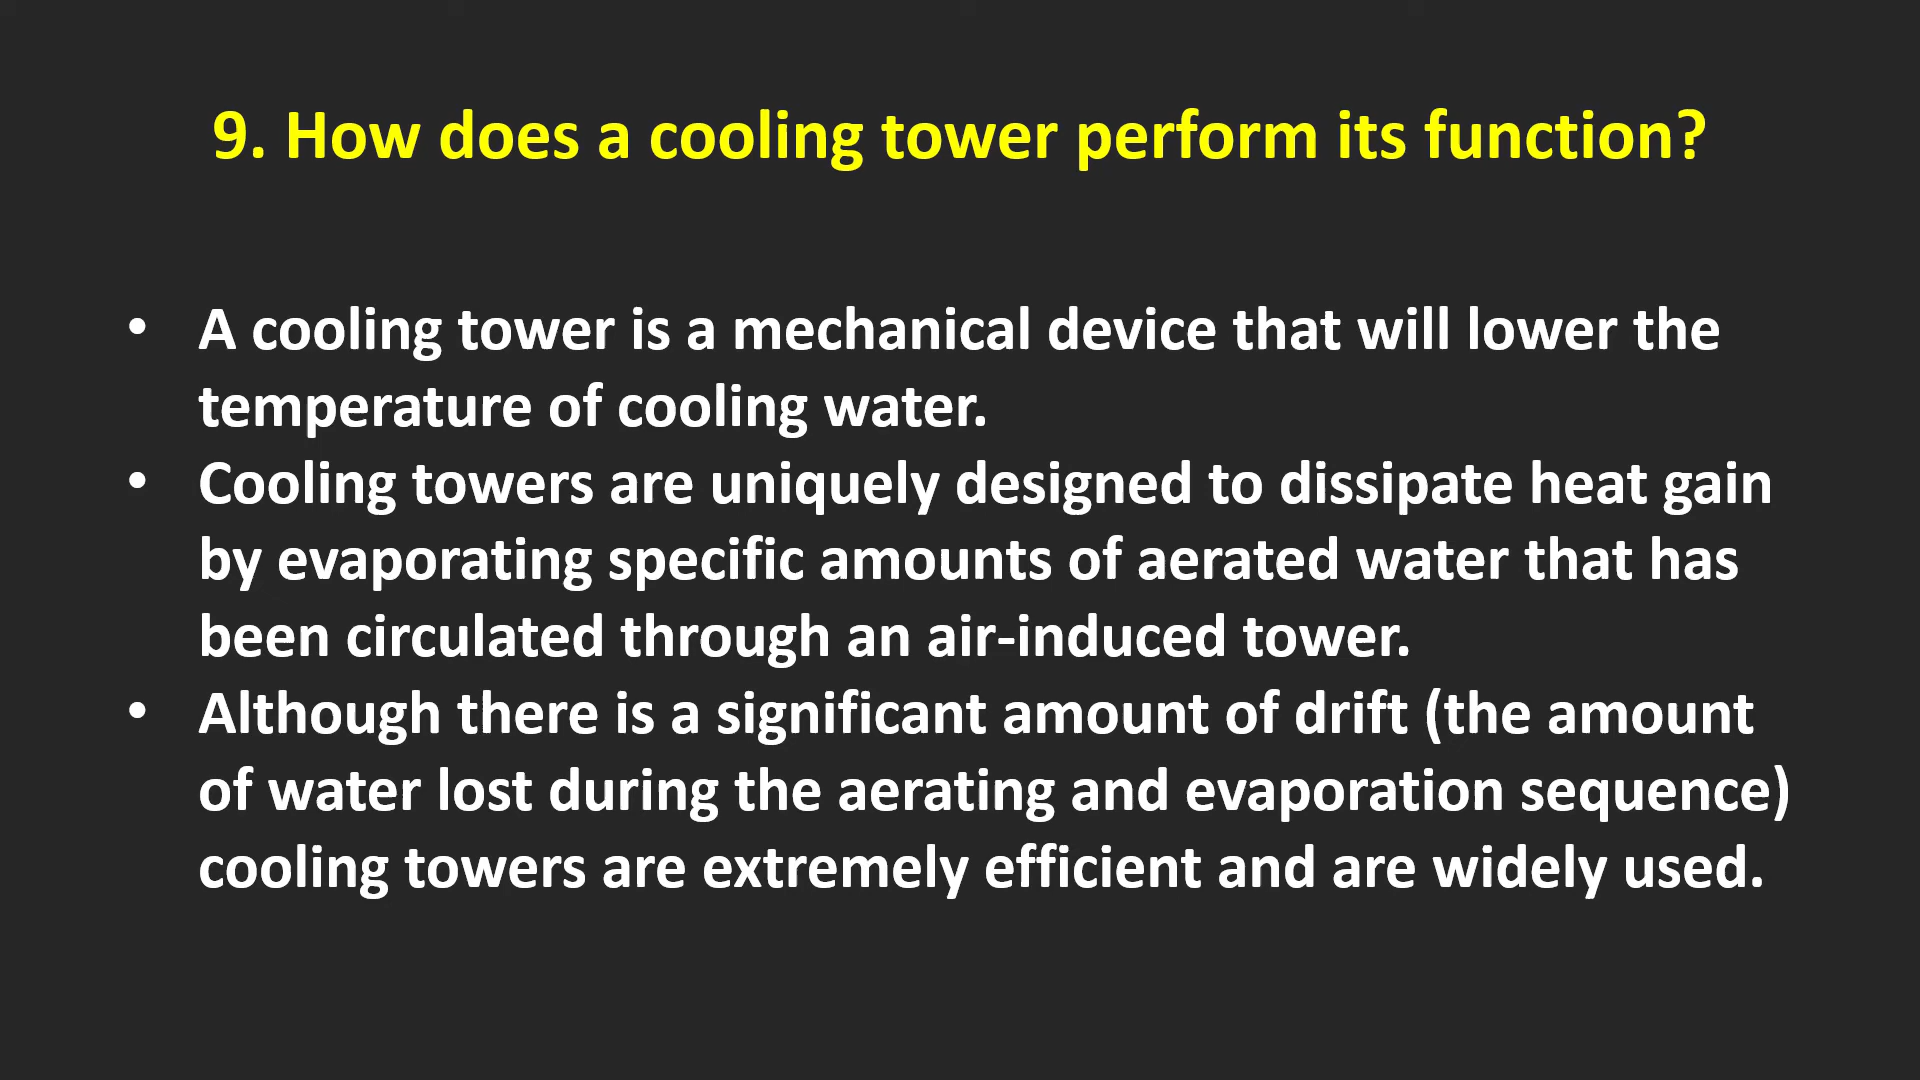 9. How does a cooling tower perform its function?
• A cooling tower is a mechanical device that will lower the
temperature of cooling water.
• Cooling towers are uniquely designed to dissipate heat gain
by evaporating specific amounts of aerated water that has
been circulated through an air-induced tower.
• Although there is a significant amount of drift (the amount
of water lost during the aerating and evaporation sequence)
cooling towers are extremely efficient and are widely used.